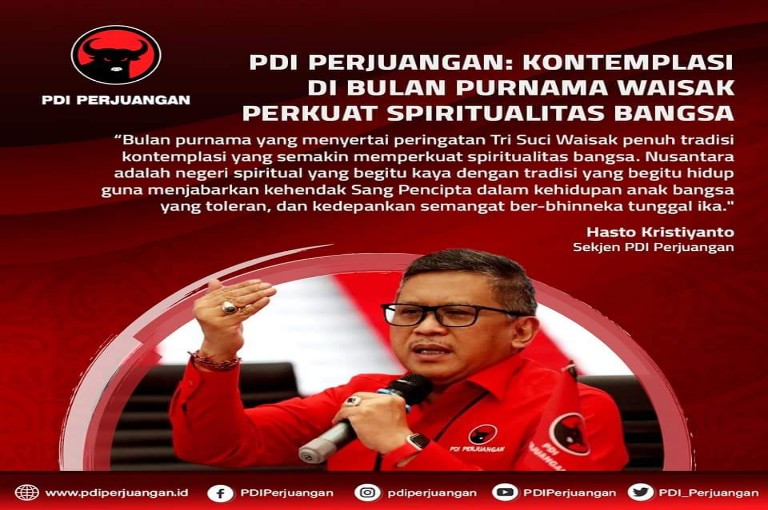 PDI PERJUANGAN
PDI PERJUANGAN: KONTEMPLASI
DI BULAN PURNAMA WAISAK
PERKUAT SPIRITUALITAS BANGSA
“Bulan purnama yang menyertai peringatan Tri Suci Waisak penuh tradisi
kontemplasi yang semakin memperkuat spiritualitas bangsa. Nusantara
adalah negeri spiritual yang begitu kaya dengan tradisi yang begitu hidup
guna menjabarkan kehendak Sang Pencipta dalam kehidupan anak bangsa
yang toleran, dan kedepankan semangat ber-bhinneka tunggal ika."
Hasto Kristiyanto
Sekjen PDI Perjuangan
PDI PERJUANGAN
PERJUANGAN
www.pdiperjuangan.id
PDIPerjuangan
pdiperjuangan
PDIPerjuangan
PDI_Perjuangan